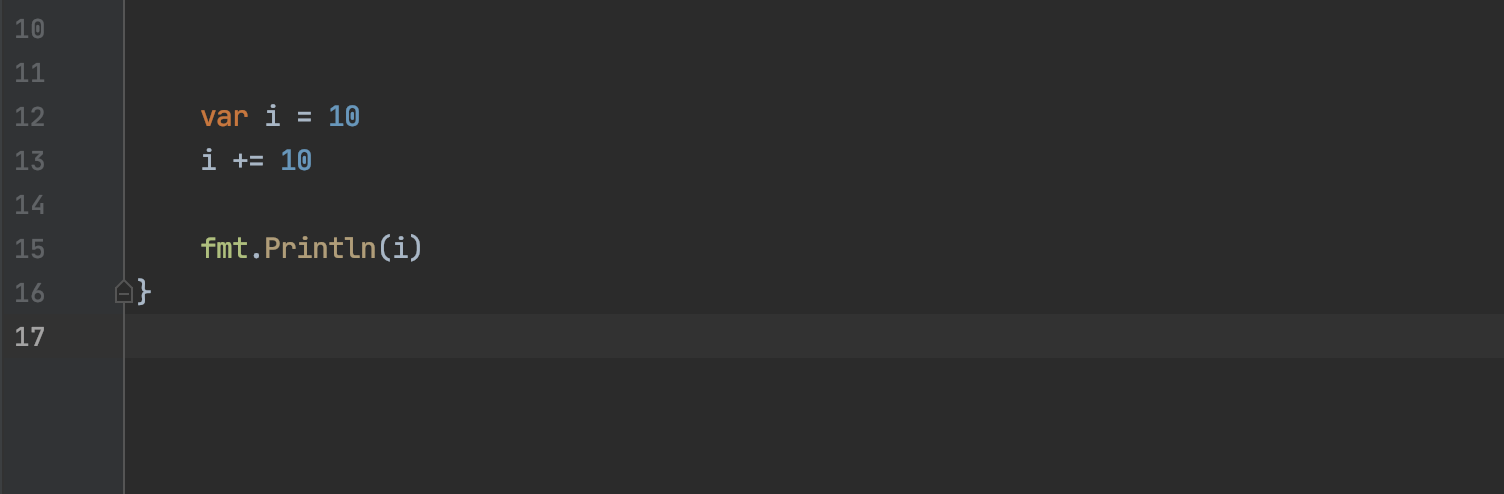 10
11
12 var i = 10
13 i += 10
14
15 fmt.Println(i)
16 }
17